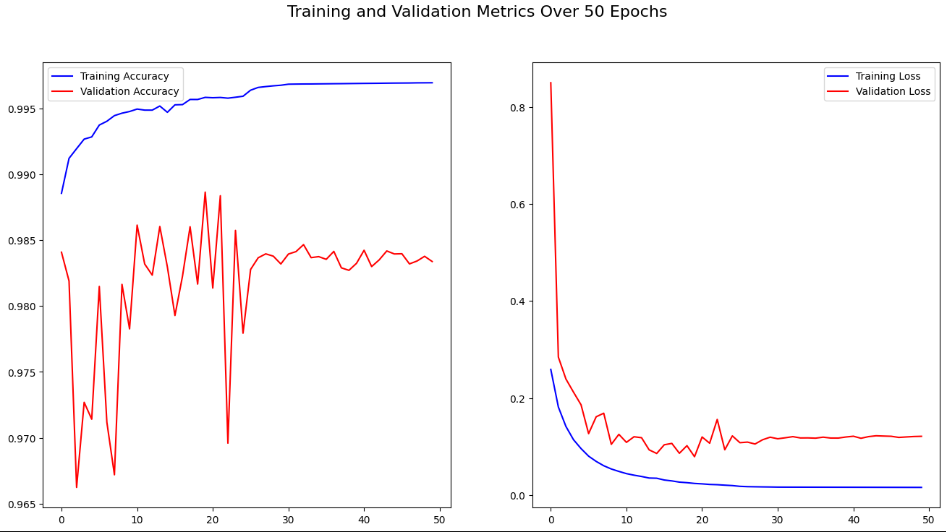 Training and Validation Metrics Over 50 Epochs
Training Accuracy
Validation Accuracy
0.995
0.990
0.985
0.980
0.975
0.970
0.965
0 10 20 30 40 50
Training Loss
Validation Loss
0.8
0.6
0.4
0.2
0.0
0 10 20 30 40 50